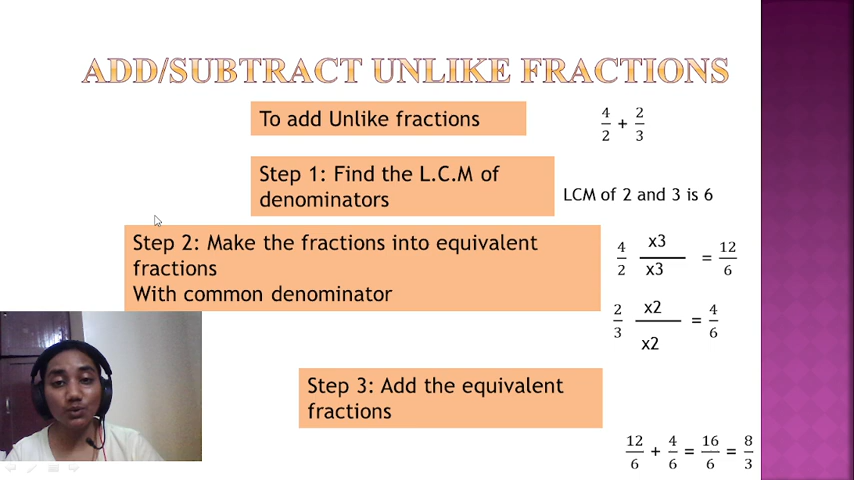 ADD/SUBTRACT UNLIKE FRACTIONS
To add Unlike fractions
4/2 + 2/3
Step 1: Find the L.C.M of
denominators
LCM of 2 and 3 is 6
Step 2: Make the fractions into equivalent
fractions
With common denominator
4/2 x3/x3 = 12/6
2/3 x2/x2 = 4/6
Step 3: Add the equivalent
fractions
12/6 + 4/6 = 16/6 = 8/3